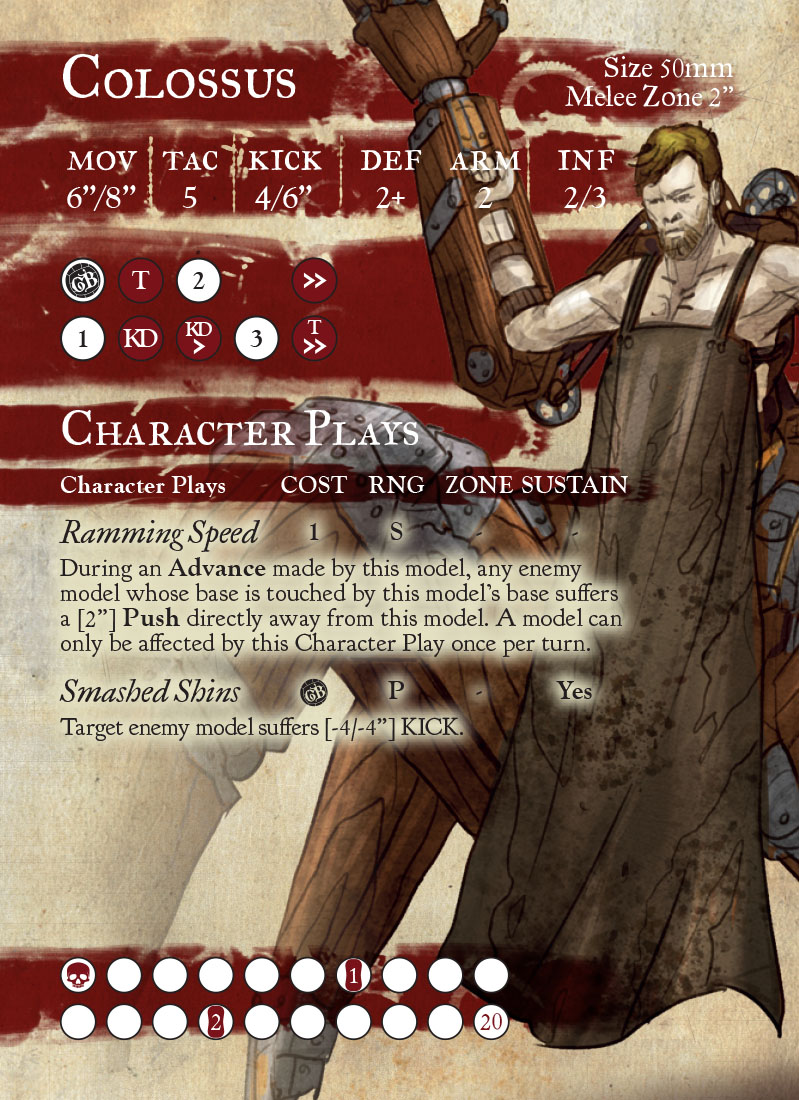 Colossus
Size 50mm
Melee Zone 2”
MOV TAC KICK DEF ARM INF
6”/8” 5 4/6” 2+ 2 2/3
GB T 2 >>
1 KD KD > 3 T >>
Character Plays
Character Plays COST RNG ZONE SUSTAIN
Ramming Speed 1 S - -
During an Advance made by this model, any enemy
model whose base is touched by this model’s base suffers
a [2”] Push directly away from this model. A model can
only be affected by this Character Play once per turn.
Smashed Shins GB P - Yes
Target enemy model suffers [-4/-4”] KICK.
1
2 20